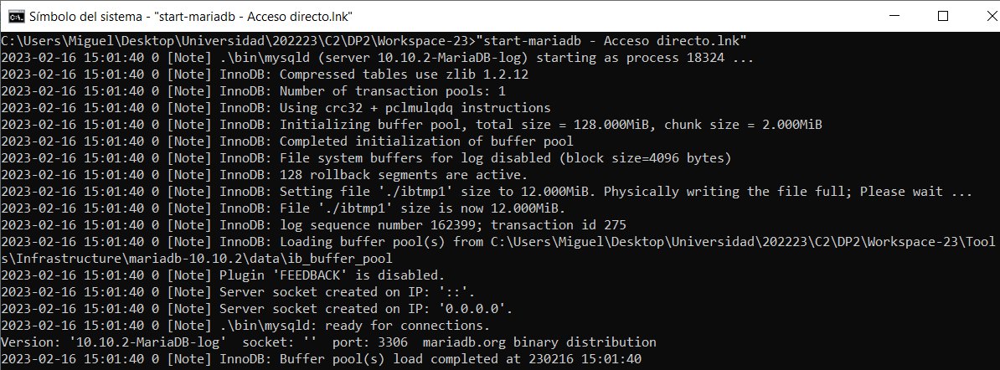 Símbolo del sistema - "start-mariadb - Acceso directo.lnk"
C:\Users\Miguel\Desktop\Universidad\202223\C2\DP2\Workspace-23>"start-mariadb - Acceso directo.lnk"
2023-02-16 15:01:40 0 [Note] .\bin\mysqld (server 10.10.2-MariaDB-log) starting as process 18324 ...
2023-02-16 15:01:40 0 [Note] InnoDB: Compressed tables use zlib 1.2.12
2023-02-16 15:01:40 0 [Note] InnoDB: Number of transaction pools: 1
2023-02-16 15:01:40 0 [Note] InnoDB: Using crc32 + pclmulqdq instructions
2023-02-16 15:01:40 0 [Note] InnoDB: Initializing buffer pool, total size = 128.000MiB, chunk size = 2.000MiB
2023-02-16 15:01:40 0 [Note] InnoDB: Completed initialization of buffer pool
2023-02-16 15:01:40 0 [Note] InnoDB: File system buffers for log disabled (block size=4096 bytes)
2023-02-16 15:01:40 0 [Note] InnoDB: 128 rollback segments are active.
2023-02-16 15:01:40 0 [Note] InnoDB: Setting file './ibtmp1' size to 12.000MiB. Physically writing the file full; Please wait ...
2023-02-16 15:01:40 0 [Note] InnoDB: File './ibtmp1' size is now 12.000MiB.
2023-02-16 15:01:40 0 [Note] InnoDB: log sequence number 162399; transaction id 275
2023-02-16 15:01:40 0 [Note] InnoDB: Loading buffer pool(s) from C:\Users\Miguel\Desktop\Universidad\202223\C2\DP2\Workspace-23\Tool
s\Infrastructure\mariadb-10.10.2\data\ib_buffer_pool
2023-02-16 15:01:40 0 [Note] Plugin 'FEEDBACK' is disabled.
2023-02-16 15:01:40 0 [Note] Server socket created on IP: '::'.
2023-02-16 15:01:40 0 [Note] Server socket created on IP: '0.0.0.0'.
2023-02-16 15:01:40 0 [Note] .\bin\mysqld: ready for connections.
Version: '10.10.2-MariaDB-log'  socket: ''  port: 3306  mariadb.org binary distribution
2023-02-16 15:01:40 0 [Note] InnoDB: Buffer pool(s) load completed at 230216 15:01:40